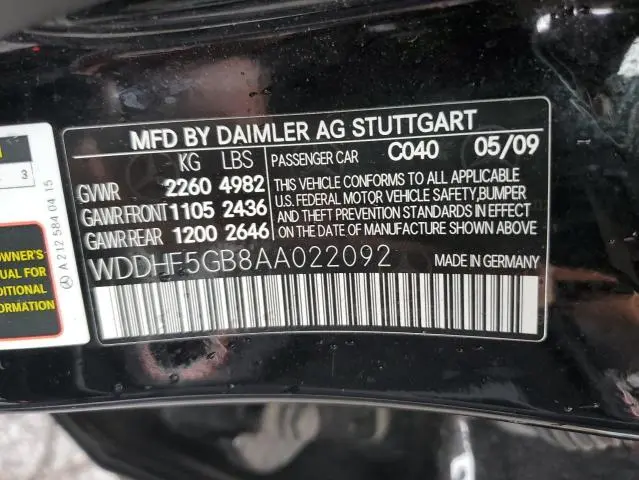 MFD BY DAIMLER AG STUTTGART
KG LBS PASSENGER CAR C040 05/09
GVWR 2260 4982
GAWR FRONT 1105 2436
GAWR REAR 1200 2646
THIS VEHICLE CONFORMS TO ALL APPLICABLE
U.S. FEDERAL MOTOR VEHICLE SAFETY,BUMPER
AND THEFT PREVENTION STANDARDS IN EFFECT
ON THE DATE OF MANUFACTURE SHOWN ABOVE.
WDDHF5GB8AA022092 MADE IN GERMANY
3
A 212 584 04 15
OWNER'S
MANUAL FOR
ADDITIONAL